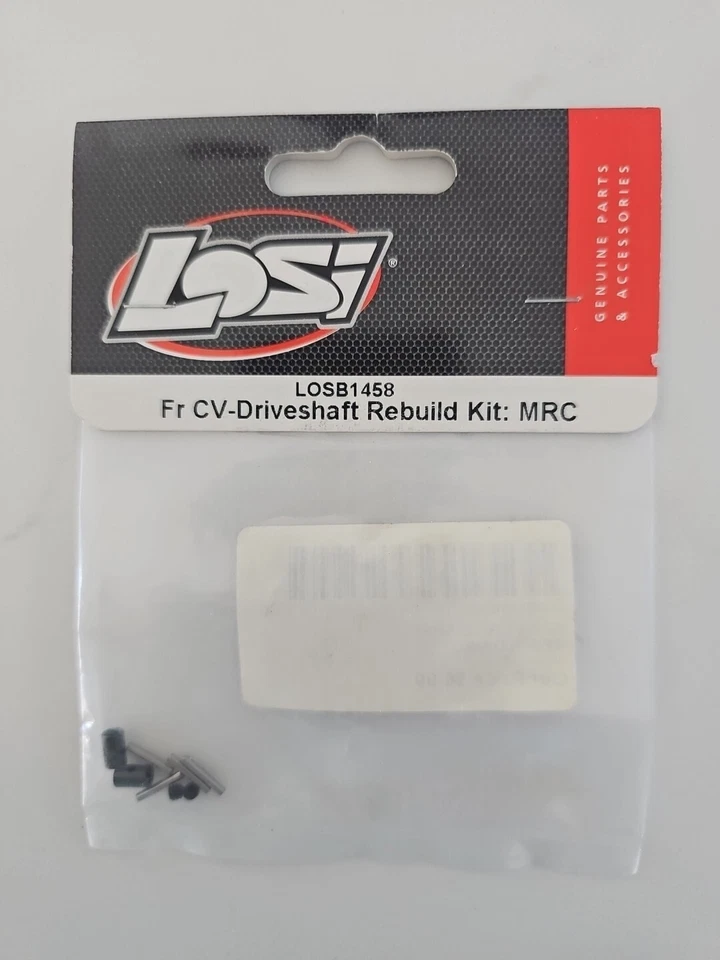 Losi®
GENUINE PARTS
& ACCESSORIES
LOSB1458
Fr CV-Driveshaft Rebuild Kit: MRC